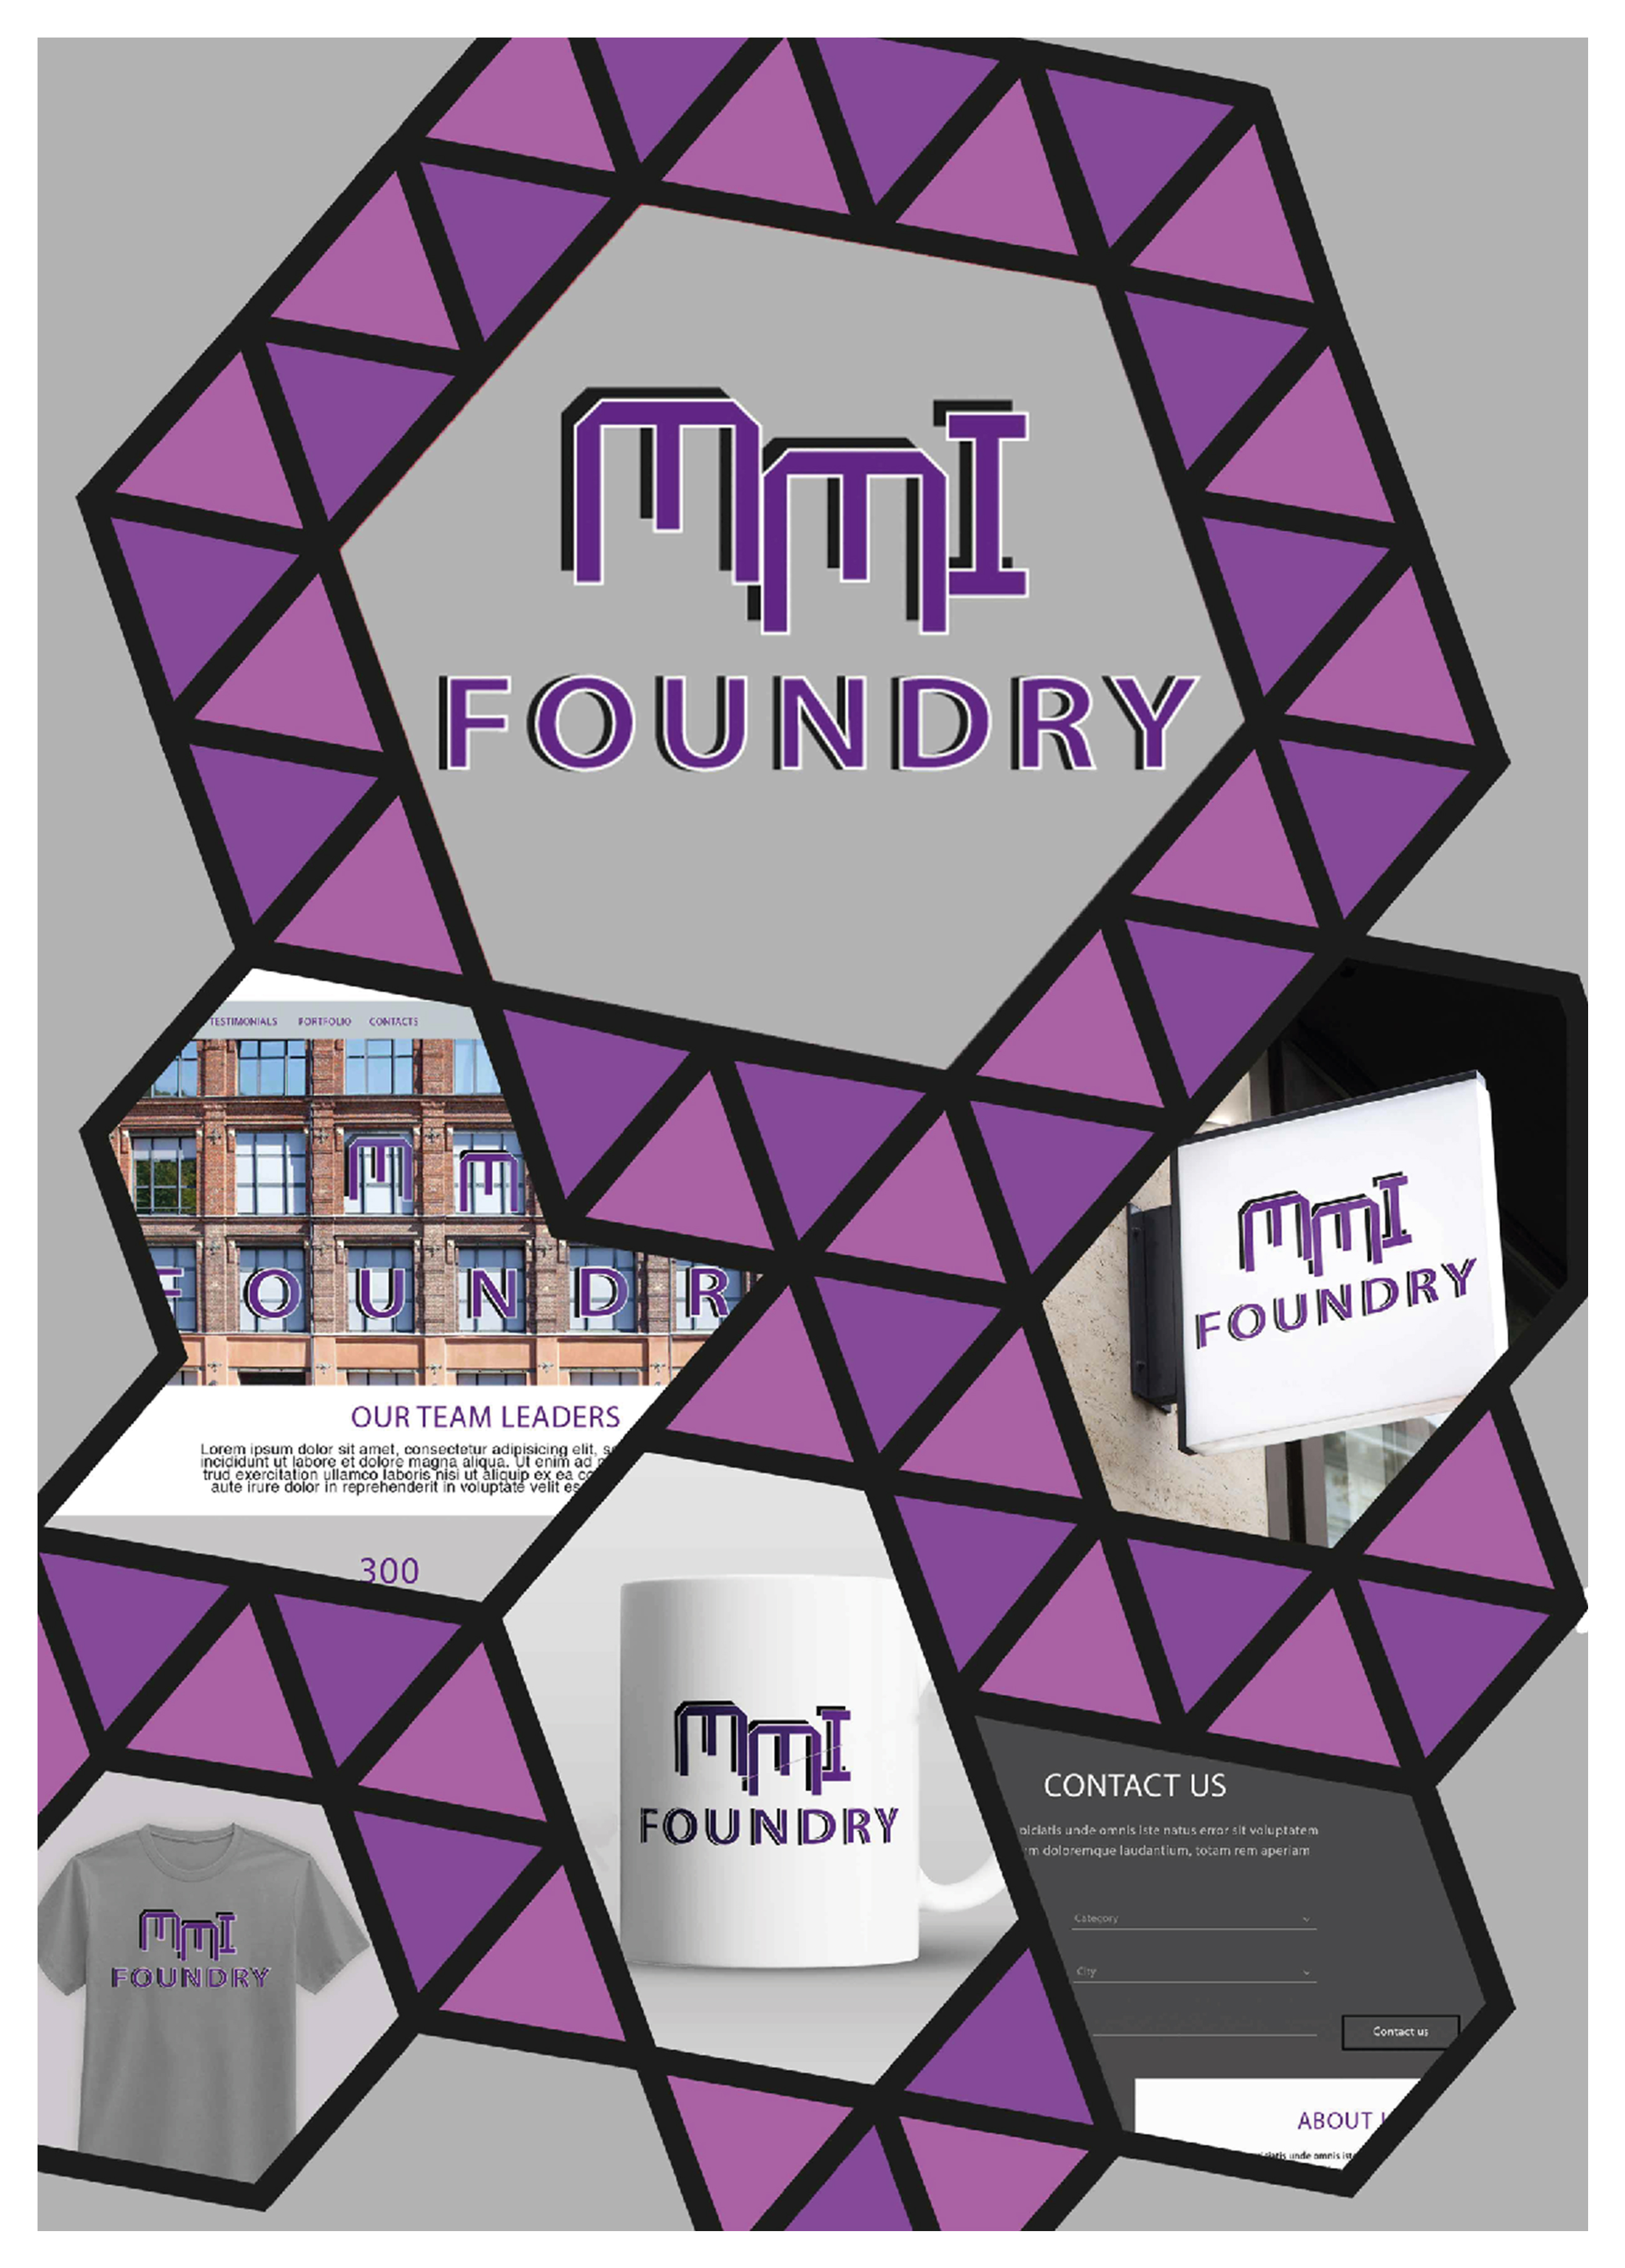 MMI
FOUNDRY
TESTIMONIALS PORTFOLIO CONTACTS
M M
FOUNDR
OUR TEAM LEADERS
Lorem ipsum dolor sit amet, consectetur adipisicing elit,
incididunt ut labore et dolore magna aliqua. Ut enim ad
trud exercitation ullamco laboris nisi ut aliquip ex ea
aute irure dolor in reprehenderit in voluptate velit
300
MMI
FOUNDRY
MMI
FOUNDRY
MMI
FOUNDRY
CONTACT US
unde omnis iste natus error sit voluptatem
doloremque laudantium, totam rem aperiam
Category
City
Contact us
ABOUT
unde omnis